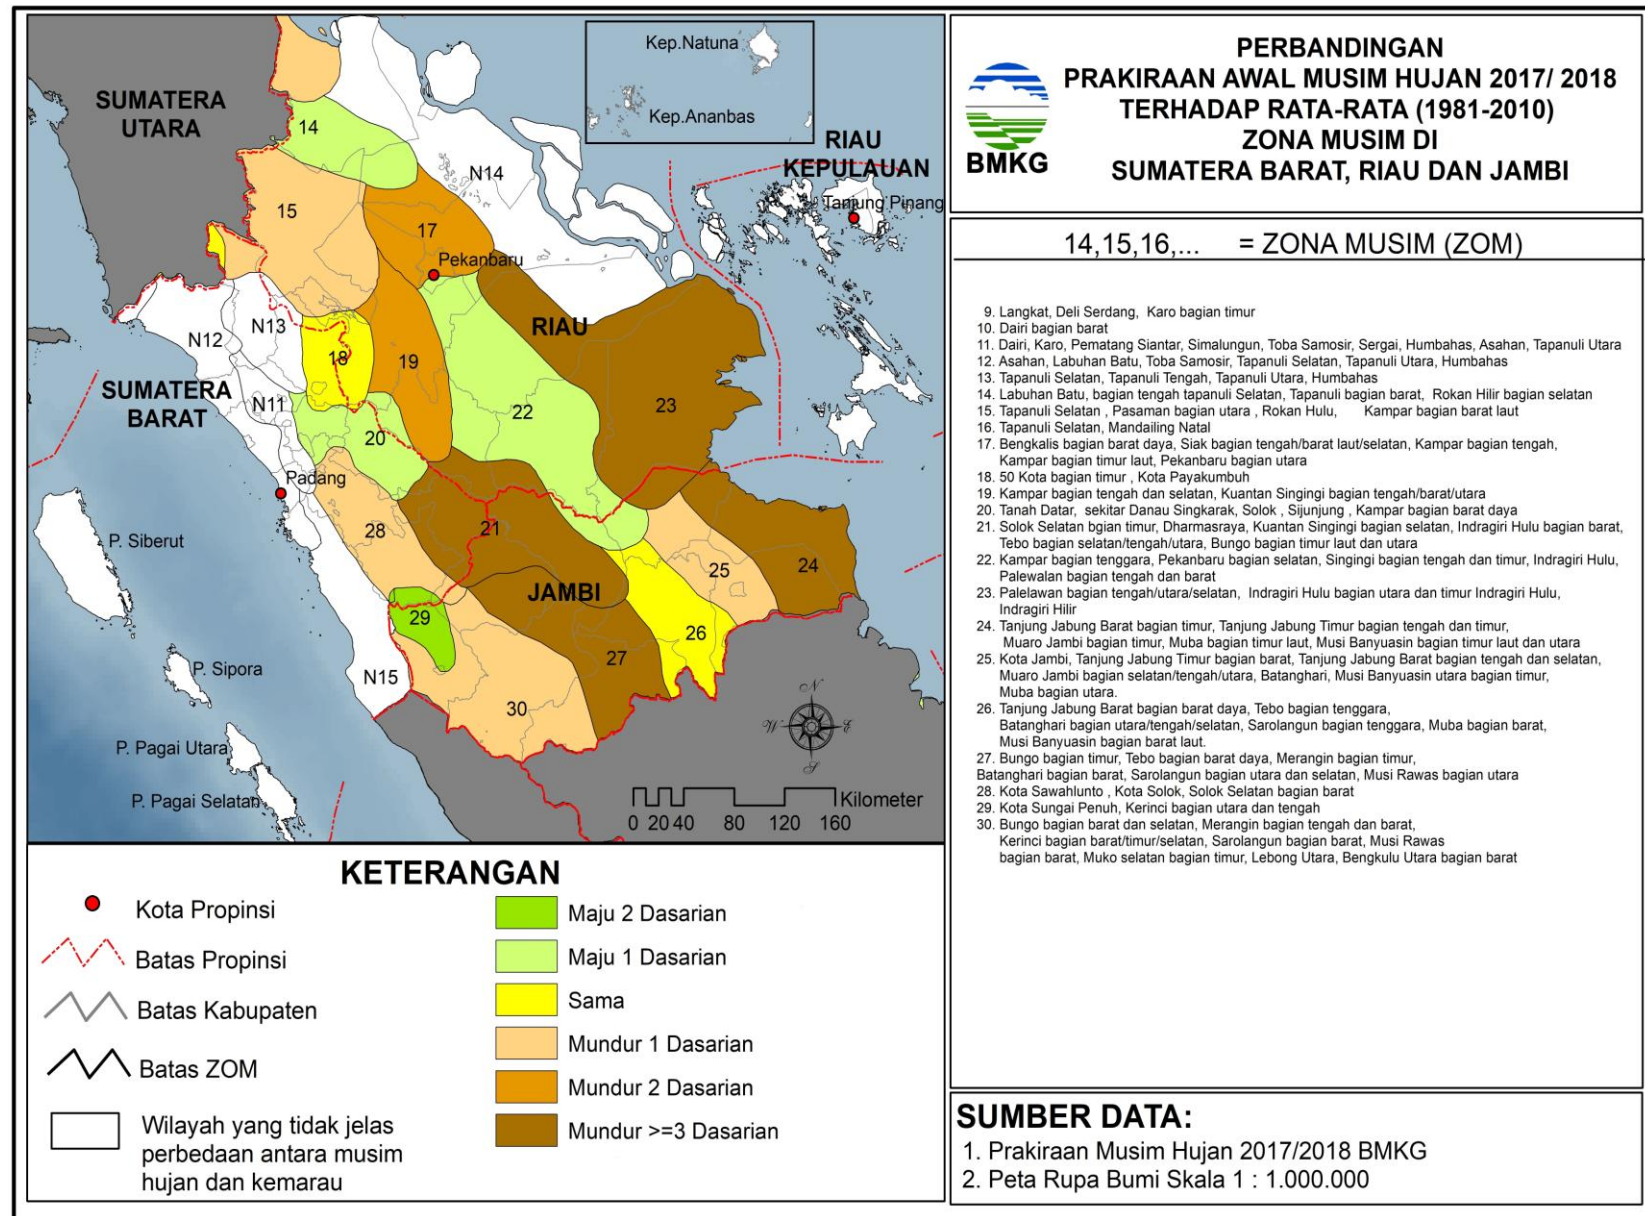 PERBANDINGAN
PRAKIRAAN AWAL MUSIM HUJAN 2017/ 2018
TERHADAP RATA-RATA (1981-2010)
ZONA MUSIM DI
SUMATERA BARAT, RIAU DAN JAMBI
BMKG
14,15,16,... = ZONA MUSIM (ZOM)
9. Langkat, Deli Serdang, Karo bagian timur
10. Dairi bagian barat
11. Dairi, Karo, Pematang Siantar, Simalungun, Toba Samosir, Sergai, Humbahas, Asahan, Tapanuli Utara
12. Asahan, Labuhan Batu, Toba Samosir, Tapanuli Selatan, Tapanuli Utara, Humbahas
13. Tapanuli Selatan, Tapanuli Tengah, Tapanuli Utara, Humbahas
14. Labuhan Batu, bagian tengah tapanuli Selatan, Tapanuli bagian barat, Rokan Hilir bagian selatan
15. Tapanuli Selatan , Pasaman bagian utara , Rokan Hulu, Kampar bagian barat laut
16. Tapanuli Selatan, Mandailing Natal
17. Bengkalis bagian barat daya, Siak bagian tengah/barat laut/selatan, Kampar bagian tengah,
Kampar bagian timur laut, Pekanbaru bagian utara
18. 50 Kota bagian timur , Kota Payakumbuh
19. Kampar bagian tengah dan selatan, Kuantan Singingi bagian tengah/barat/utara
20. Tanah Datar, sekitar Danau Singkarak, Solok , Sijunjung , Kampar bagian barat daya
21. Solok Selatan bgian timur, Dharmasraya, Kuantan Singingi bagian selatan, Indragiri Hulu bagian barat,
Tebo bagian selatan/tengah/utara, Bungo bagian timur laut dan utara
22. Kampar bagian tenggara, Pekanbaru bagian selatan, Singingi bagian tengah dan timur, Indragiri Hulu,
Palewalan bagian tengah dan barat
23. Palelawan bagian tengah/utara/selatan, Indragiri Hulu bagian utara dan timur Indragiri Hulu,
Indragiri Hilir
24. Tanjung Jabung Barat bagian timur, Tanjung Jabung Timur bagian tengah dan timur,
Muaro Jambi bagian timur, Muba bagian timur laut, Musi Banyuasin bagian timur laut dan utara
25. Kota Jambi, Tanjung Jabung Timur bagian barat, Tanjung Jabung Barat bagian tengah dan selatan,
Muaro Jambi bagian selatan/tengah/utara, Batanghari, Musi Banyuasin utara bagian timur,
Muba bagian utara.
26. Tanjung Jabung Barat bagian barat daya, Tebo bagian tenggara,
Batanghari bagian utara/tengah/selatan, Sarolangun bagian tenggara, Muba bagian barat,
Musi Banyuasin bagian barat laut.
27. Bungo bagian timur, Tebo bagian barat daya, Merangin bagian timur,
Batanghari bagian barat, Sarolangun bagian utara dan selatan, Musi Rawas bagian utara
28. Kota Sawahlunto , Kota Solok, Solok Selatan bagian barat
29. Kota Sungai Penuh, Kerinci bagian utara dan tengah
30. Bungo bagian barat dan selatan, Merangin bagian tengah dan barat,
Kerinci bagian barat/timur/selatan, Sarolangun bagian barat, Musi Rawas
bagian barat, Muko selatan bagian timur, Lebong Utara, Bengkulu Utara bagian barat
SUMBER DATA:
1. Prakiraan Musim Hujan 2017/2018 BMKG
2. Peta Rupa Bumi Skala 1 : 1.000.000
Kep.Natuna
Kep.Ananbas
SUMATERA
UTARA
14
N14
RIAU
KEPULAUAN
Tanjung Pinang
15
17
Pekanbaru
N12
N13
RIAU
18
19
SUMATERA
BARAT
N11
22
23
20
Padang
28
21
P. Siberut
JAMBI
25
24
29
26
27
P. Sipora
N15
30
N
W
E
S
P. Pagai Utara
P. Pagai Selatan
Kilometer
0 20 40 80 120 160
KETERANGAN
Kota Propinsi
Batas Propinsi
Batas Kabupaten
Batas ZOM
Wilayah yang tidak jelas
perbedaan antara musim
hujan dan kemarau
Maju 2 Dasarian
Maju 1 Dasarian
Sama
Mundur 1 Dasarian
Mundur 2 Dasarian
Mundur >=3 Dasarian